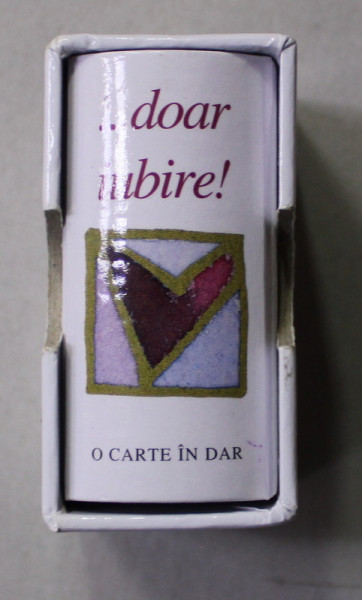 ...doar
iubire!
O CARTE ÎN DAR